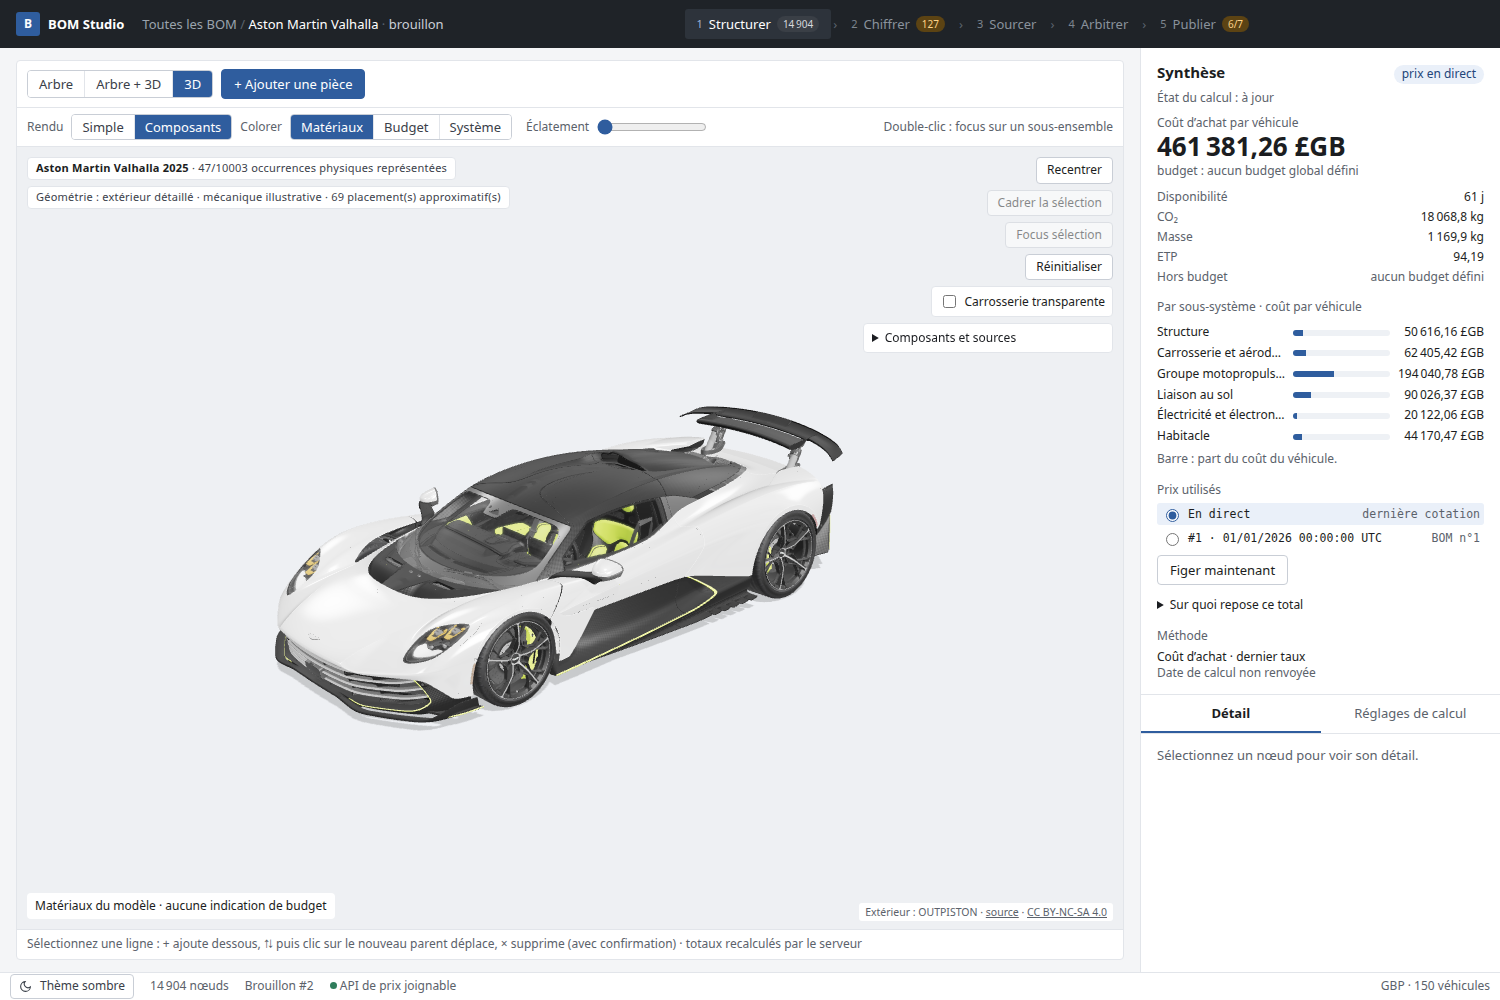 B BOM Studio Toutes les BOM / Aston Martin Valhalla · brouillon 1 Structurer 14 904 › 2 Chiffrer 127 › 3 Sourcer › 4 Arbitrer › 5 Publier 6/7
Arbre Arbre + 3D 3D + Ajouter une pièce
Rendu Simple Composants Colorer Matériaux Budget Système Éclatement Double-clic : focus sur un sous-ensemble
Aston Martin Valhalla 2025 · 47/10003 occurrences physiques représentées
Géométrie : extérieur détaillé · mécanique illustrative · 69 placement(s) approximatif(s)
Recentrer
Cadrer la sélection
Focus sélection
Réinitialiser
Carrosserie transparente
▶ Composants et sources
Matériaux du modèle · aucune indication de budget
Extérieur : OUTPISTON · source · CC BY-NC-SA 4.0
Sélectionnez une ligne : + ajoute dessous, ⇅ puis clic sur le nouveau parent déplace, × supprime (avec confirmation) · totaux recalculés par le serveur
Synthèse prix en direct
État du calcul : à jour
Coût d’achat par véhicule
461 381,26 £GB
budget : aucun budget global défini
Disponibilité 61 j
CO₂ 18 068,8 kg
Masse 1 169,9 kg
ETP 94,19
Hors budget aucun budget défini
Par sous-système · coût par véhicule
Structure 50 616,16 £GB
Carrosserie et aérod... 62 405,42 £GB
Groupe motopropuls... 194 040,78 £GB
Liaison au sol 90 026,37 £GB
Électricité et électron... 20 122,06 £GB
Habitacle 44 170,47 £GB
Barre : part du coût du véhicule.
Prix utilisés
En direct dernière cotation
#1 · 01/01/2026 00:00:00 UTC BOM n°1
Figer maintenant
▶ Sur quoi repose ce total
Méthode
Coût d’achat · dernier taux
Date de calcul non renvoyée
Détail Réglages de calcul
Sélectionnez un nœud pour voir son détail.
Thème sombre 14 904 nœuds Brouillon #2 API de prix joignable GBP · 150 véhicules